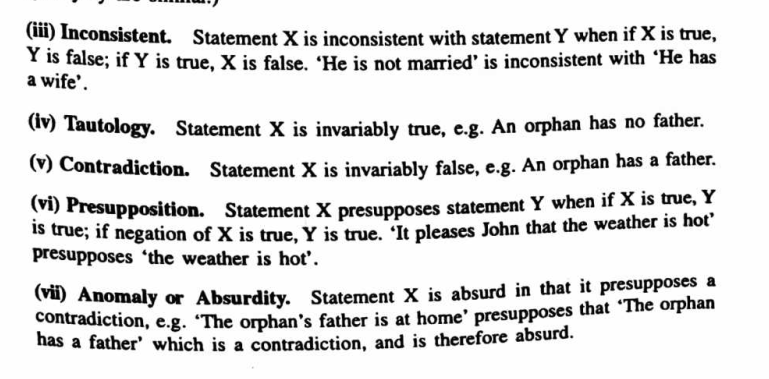 (iii) Inconsistent. Statement X is inconsistent with statement Y when if X is true,
Y is false; if Y is true, X is false. ‘He is not married’ is inconsistent with ‘He has
a wife’.
(iv) Tautology. Statement X is invariably true, e.g. An orphan has no father.
(v) Contradiction. Statement X is invariably false, e.g. An orphan has a father.
(vi) Presupposition. Statement X presupposes statement Y when if X is true, Y
is true; if negation of X is true, Y is true. ‘It pleases John that the weather is hot’
presupposes ‘the weather is hot’.
(vii) Anomaly or Absurdity. Statement X is absurd in that it presupposes a
contradiction, e.g. ‘The orphan’s father is at home’ presupposes that ‘The orphan
has a father’ which is a contradiction, and is therefore absurd.